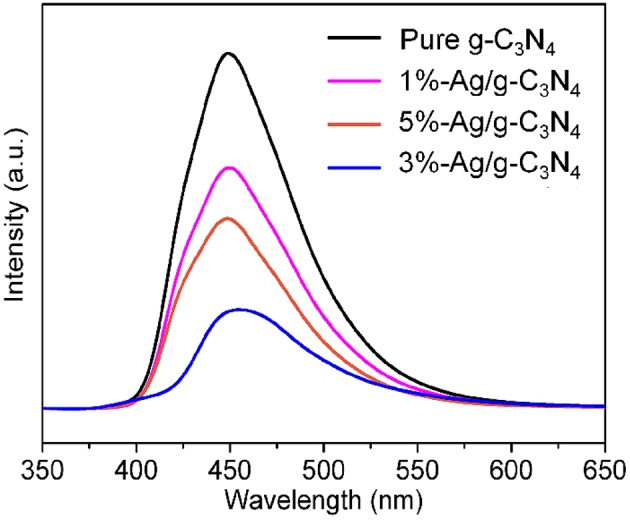 Pure g-C₃N₄
1%-Ag/g-C₃N₄
5%-Ag/g-C₃N₄
3%-Ag/g-C₃N₄
Intensity (a.u.)
350 400 450 500 550 600 650
Wavelength (nm)